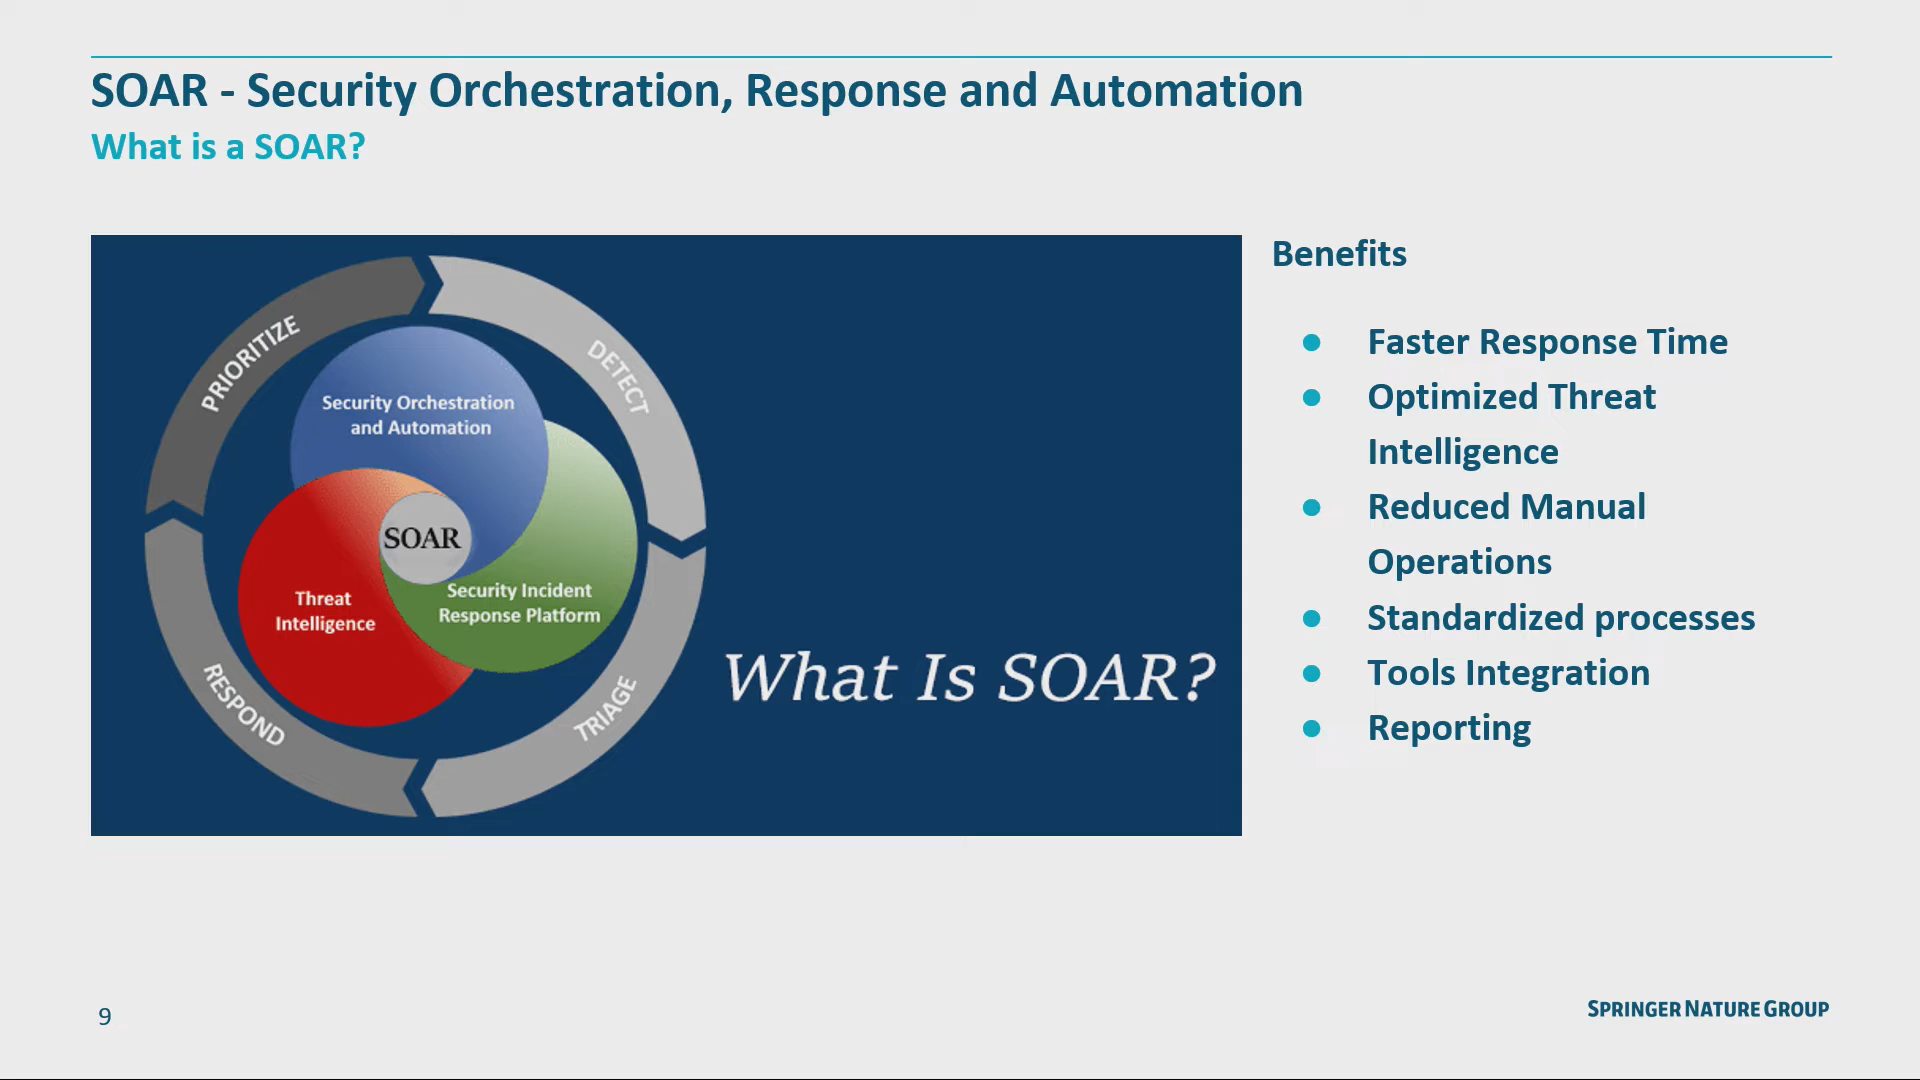 SOAR - Security Orchestration, Response and Automation
What is a SOAR?
PRIORITIZE
DETECT
Security Orchestration
and Automation
SOAR
Threat
Intelligence
Security Incident
Response Platform
RESPOND
TRIAGE
What Is SOAR?
Benefits
● Faster Response Time
● Optimized Threat
Intelligence
● Reduced Manual
Operations
● Standardized processes
● Tools Integration
● Reporting
9
SPRINGER NATURE GROUP